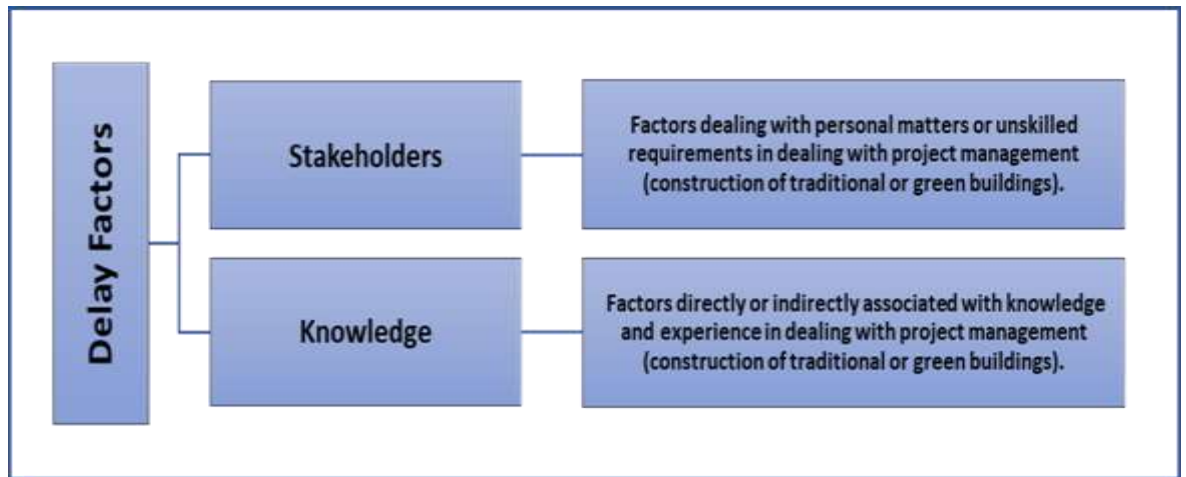 Delay Factors
Stakeholders
Factors dealing with personal matters or unskilled
requirements in dealing with project management
(construction of traditional or green buildings).
Knowledge
Factors directly or indirectly associated with knowledge
and experience in dealing with project management
(construction of traditional or green buildings).